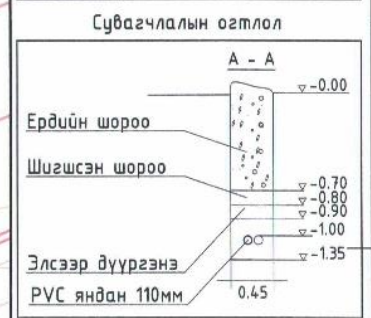 Сувагчлалын огтлол
А - А
-0.00
Ердийн шороо
Шигшсэн шороо
-0.70
-0.80
-0.90
-1.00
-1.35
Элсээр дүүргэнэ
PVC яндан 110мм
0.45